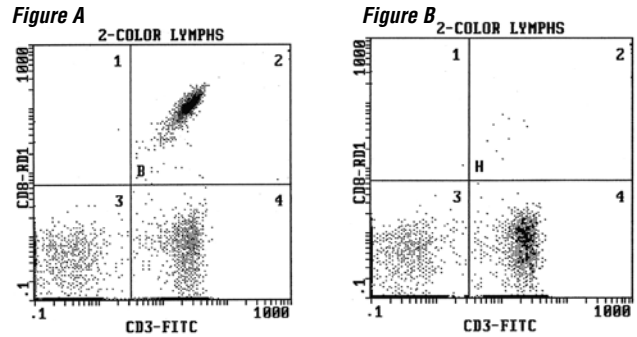 Figure A
2-COLOR LYMPHS
1000
1
2
CD8-RD1
B
3
4
.1
.1
1000
CD3-FITC
Figure B
2-COLOR LYMPHS
1000
1
2
CD8-RD1
H
3
4
.1
.1
1000
CD3-FITC